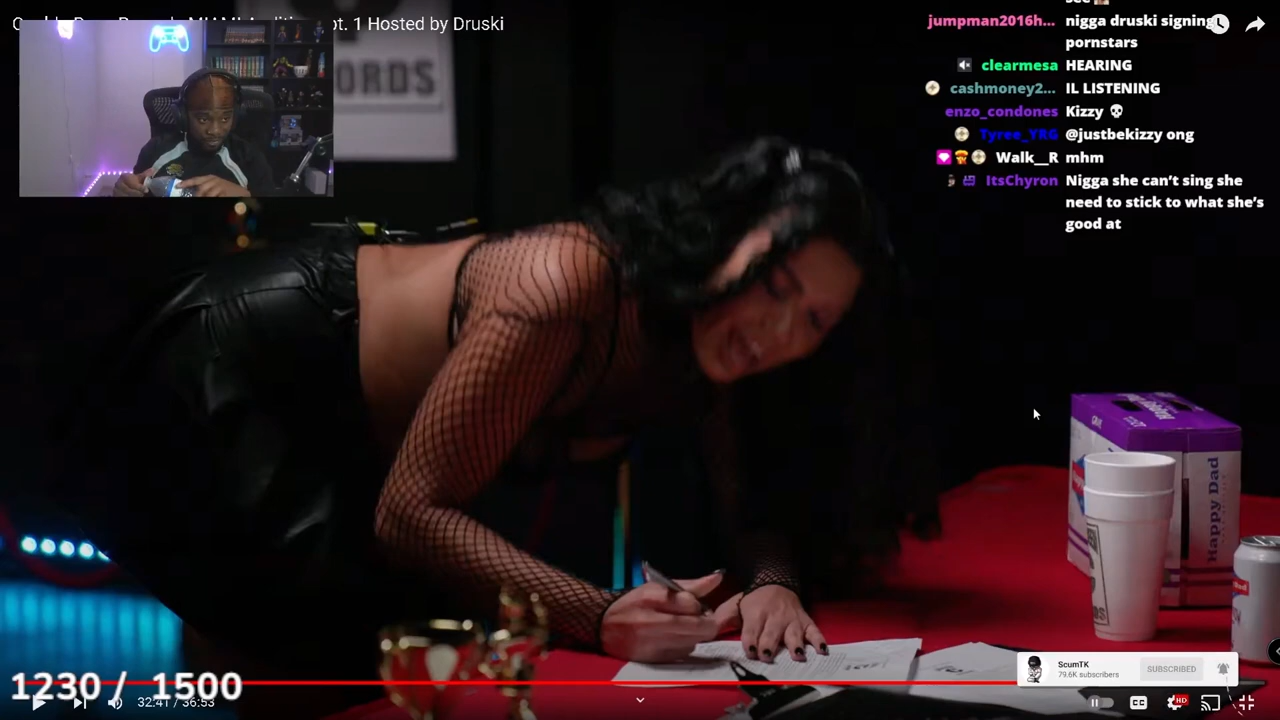 pt. 1 Hosted by Druski
ORDS
jumpman2016h... nigga druski signing
pornstars
clearmesa HEARING
cashmoney2... IL LISTENING
enzo_condones Kizzy 💀
Tyree_YRG @justbekizzy ong
Walk__R mhm
ItsChyron Nigga she can’t sing she
need to stick to what she’s
good at
Happy Dad
ScumTK
79.6K subscribers
SUBSCRIBED
1230 / 1500
32:41 / 36:53
CC
HD